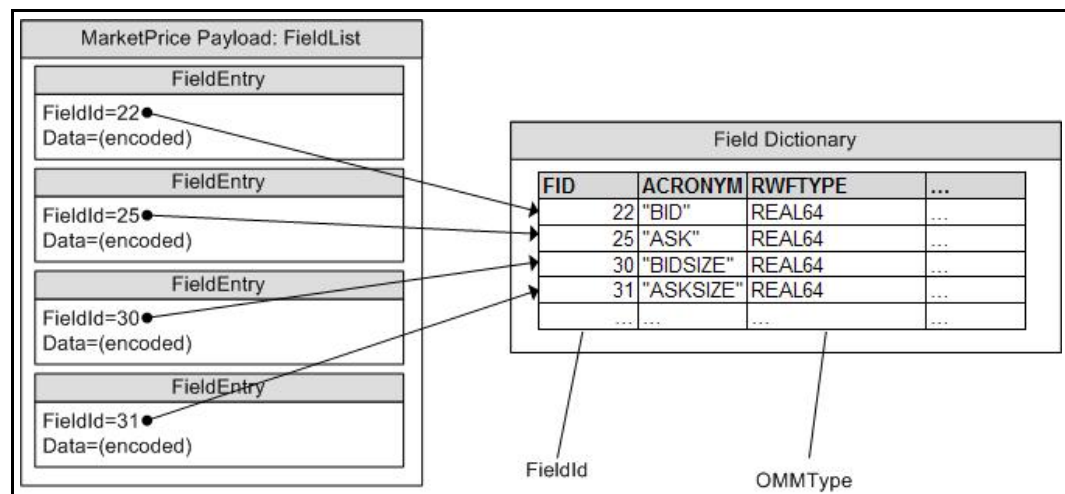 MarketPrice Payload: FieldList
FieldEntry
FieldId=22
Data=(encoded)
FieldEntry
FieldId=25
Data=(encoded)
FieldEntry
FieldId=30
Data=(encoded)
FieldEntry
FieldId=31
Data=(encoded)
Field Dictionary
FID ACRONYM RWFTYPE ...
22 "BID" REAL64 ...
25 "ASK" REAL64 ...
30 "BIDSIZE" REAL64 ...
31 "ASKSIZE" REAL64 ...
... ... ... ...
FieldId
OMMType